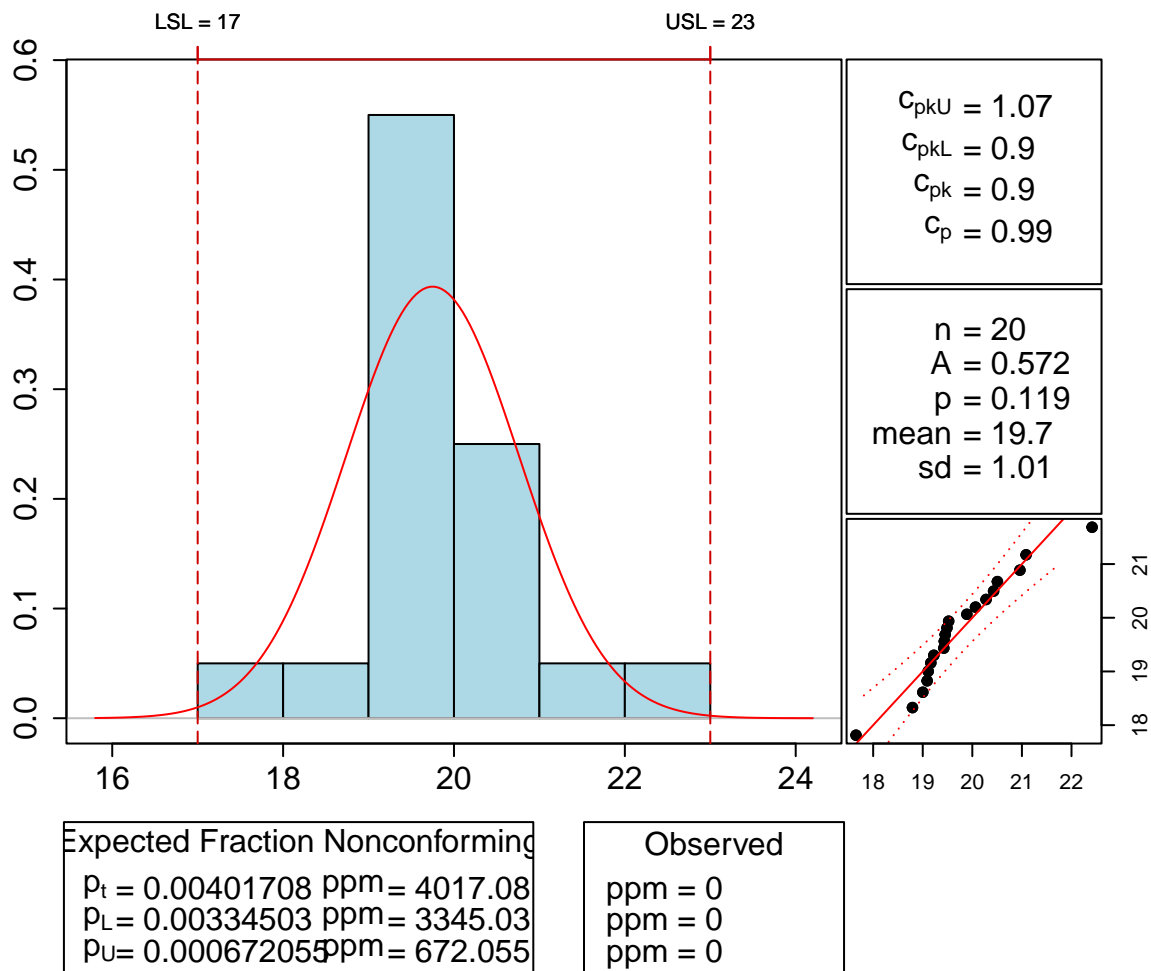 LSL = 17 USL = 23
0.6
0.5
0.4
0.3
0.2
0.1
0.0
16 18 20 22 24
cpkU = 1.07
cpkL = 0.9
cpk = 0.9
cp = 0.99
n = 20
A = 0.572
p = 0.119
mean = 19.7
sd = 1.01
21
20
19
18
18 19 20 21 22
Expected Fraction Nonconforming
pt = 0.00401708 ppm = 4017.08
pL = 0.00334503 ppm = 3345.03
pU = 0.000672055 ppm = 672.055
Observed
ppm = 0
ppm = 0
ppm = 0